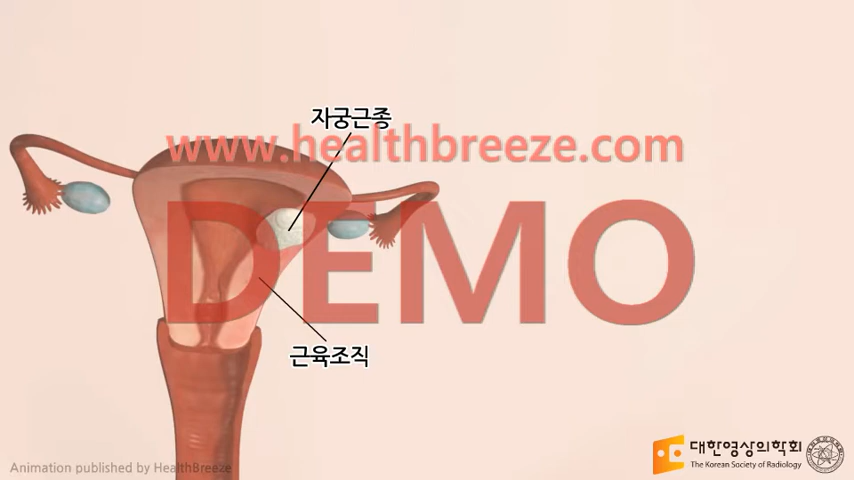 자궁근종
www.healthbreeze.com
DEMO
근육조직
대한영상의학회
The Korean Society of Radiology
Animation published by HealthBreeze